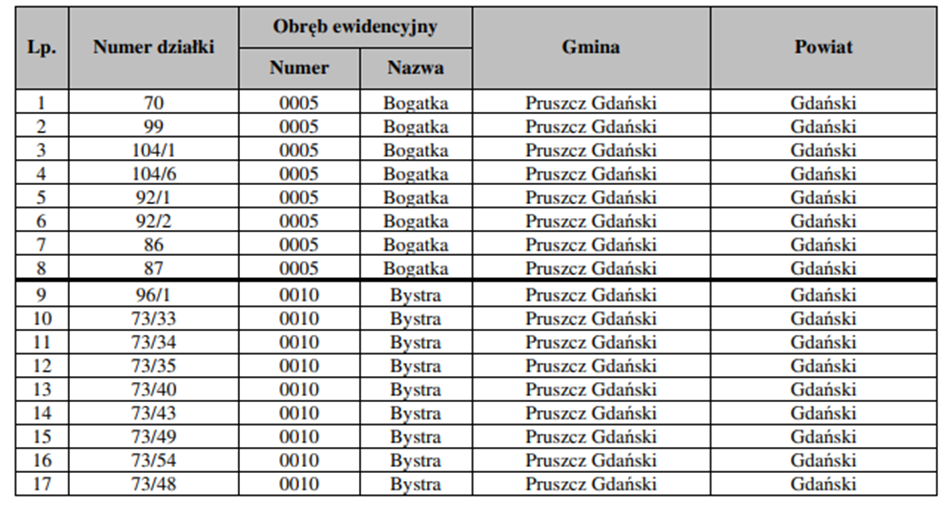 Lp. Numer działki Obręb ewidencyjny Gmina Powiat
Numer Nazwa
1 70 0005 Bogatka Pruszcz Gdański Gdański
2 99 0005 Bogatka Pruszcz Gdański Gdański
3 104/1 0005 Bogatka Pruszcz Gdański Gdański
4 104/6 0005 Bogatka Pruszcz Gdański Gdański
5 92/1 0005 Bogatka Pruszcz Gdański Gdański
6 92/2 0005 Bogatka Pruszcz Gdański Gdański
7 86 0005 Bogatka Pruszcz Gdański Gdański
8 87 0005 Bogatka Pruszcz Gdański Gdański
9 96/1 0010 Bystra Pruszcz Gdański Gdański
10 73/33 0010 Bystra Pruszcz Gdański Gdański
11 73/34 0010 Bystra Pruszcz Gdański Gdański
12 73/35 0010 Bystra Pruszcz Gdański Gdański
13 73/40 0010 Bystra Pruszcz Gdański Gdański
14 73/43 0010 Bystra Pruszcz Gdański Gdański
15 73/49 0010 Bystra Pruszcz Gdański Gdański
16 73/54 0010 Bystra Pruszcz Gdański Gdański
17 73/48 0010 Bystra Pruszcz Gdański Gdański